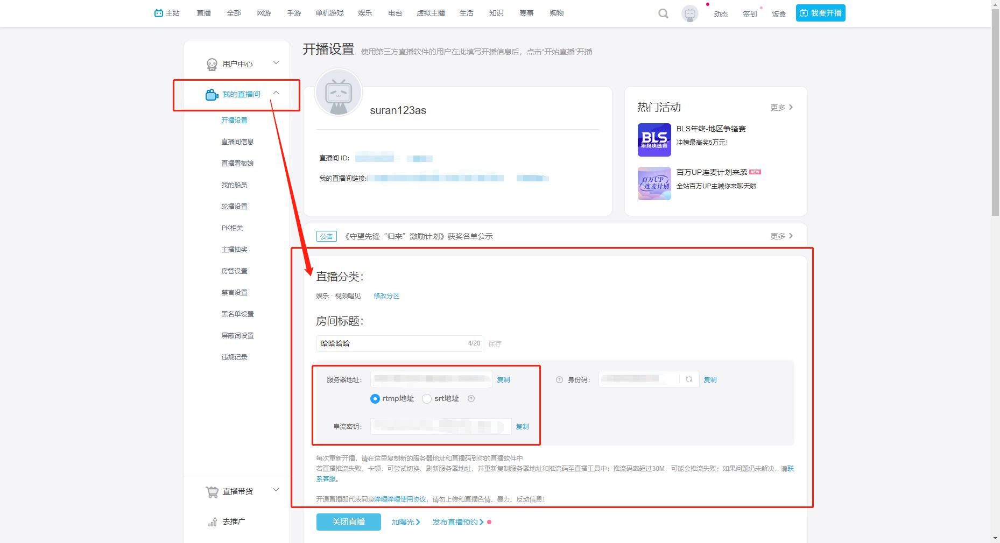 主站 直播 全部 网游 手游 单机游戏 娱乐 电台 虚拟主播 生活 知识 赛事 购物 动态 签到 饭盒 我要开播
用户中心
我的直播间
开播设置
直播间信息
直播看板娘
我的船员
轮播设置
PK相关
主播抽奖
房管设置
禁言设置
黑名单设置
屏蔽词设置
违规记录
直播带货
去推广
开播设置 使用第三方直播软件的用户在此填写开播信息后，点击“开始直播”开播
suran123as
直播间 ID:
我的直播间链接:
热门活动 更多
BLS
年终决选赛
BLS年终-地区争锋赛
冲榜最高奖5万元!
百万UP
连麦计划
百万UP连麦计划来袭 NEW
全站百万UP主喊你来聊天啦
公告 《守望先锋“归来”激励计划》获奖名单公示 更多
直播分类：
娱乐 · 视频唱见 修改分区
房间标题：
哈哈哈哈 4/20 保存
服务器地址： 复制 ? 身份码： 复制
rtmp地址 srt地址 ?
串流密钥： 复制
每次重新开播，请在这里复制新的服务器地址和直播码到你的直播软件中
若直播推流失败、卡顿，可尝试切换、刷新服务器地址，并重新复制服务器地址和推流码至直播工具中；推流码率超过30M，可能会推流失败；如果问题仍未解决，请联
系客服。
开通直播即代表同意哔哩哔哩使用协议，请勿上传和直播色情、暴力、反动信息！
关闭直播 加曝光 发布直播预约